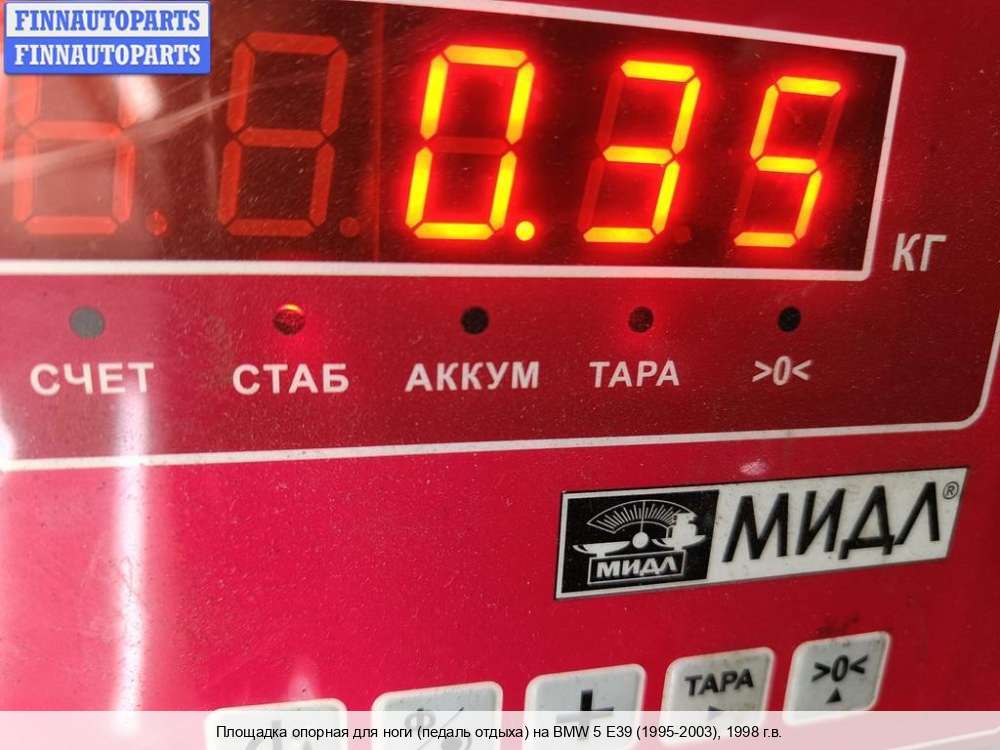 FINNAUTOPARTS
FINNAUTOPARTS
0.35
КГ
СЧЕТ СТАБ АККУМ ТАРА >0<
МИДЛ МИДЛ®
+ ТАРА >0<
Площадка опорная для ноги (педаль отдыха) на BMW 5 E39 (1995-2003), 1998 г.в.